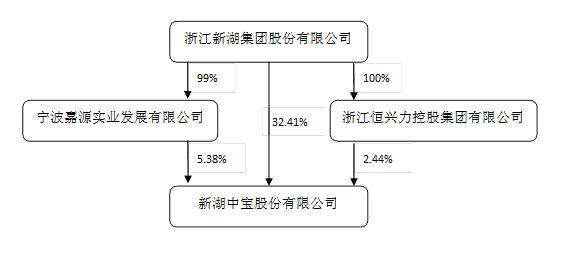 浙江新湖集团股份有限公司
99%
100%
宁波嘉源实业发展有限公司
32.41%
浙江恒兴力控股集团有限公司
5.38%
2.44%
新湖中宝股份有限公司